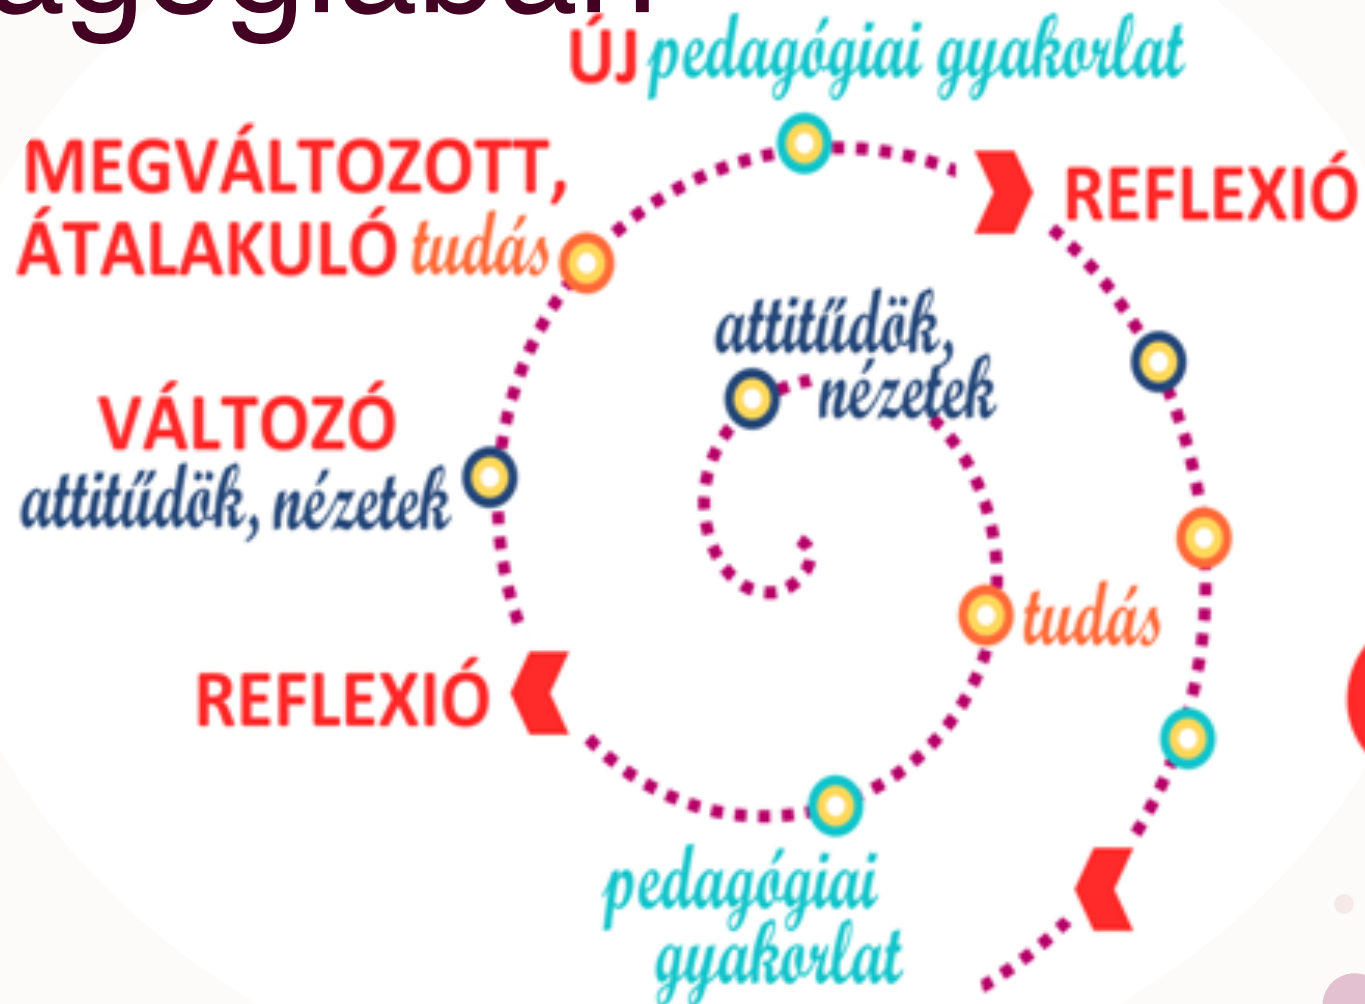 ÚJ pedagógiai gyakorlat
MEGVÁLTOZOTT,
ÁTALAKULÓ tudás
REFLEXIÓ
attitűdök,
nézetek
VÁLTOZÓ
attitűdök, nézetek
tudás
REFLEXIÓ
pedagógiai
gyakorlat